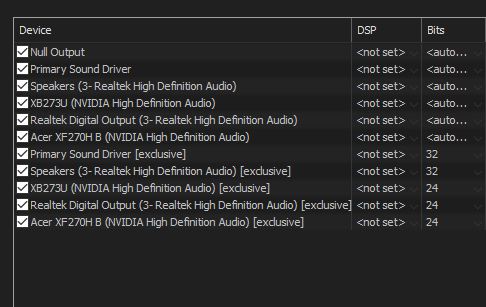 Device DSP Bits
Null Output <not set> <auto...
Primary Sound Driver <not set> <auto...
Speakers (3- Realtek High Definition Audio) <not set> <auto...
XB273U (NVIDIA High Definition Audio) <not set> <auto...
Realtek Digital Output (3- Realtek High Definition Audio) <not set> <auto...
Acer XF270H B (NVIDIA High Definition Audio) <not set> <auto...
Primary Sound Driver [exclusive] <not set> 32
Speakers (3- Realtek High Definition Audio) [exclusive] <not set> 32
XB273U (NVIDIA High Definition Audio) [exclusive] <not set> 24
Realtek Digital Output (3- Realtek High Definition Audio) [exclusive] <not set> 24
Acer XF270H B (NVIDIA High Definition Audio) [exclusive] <not set> 24